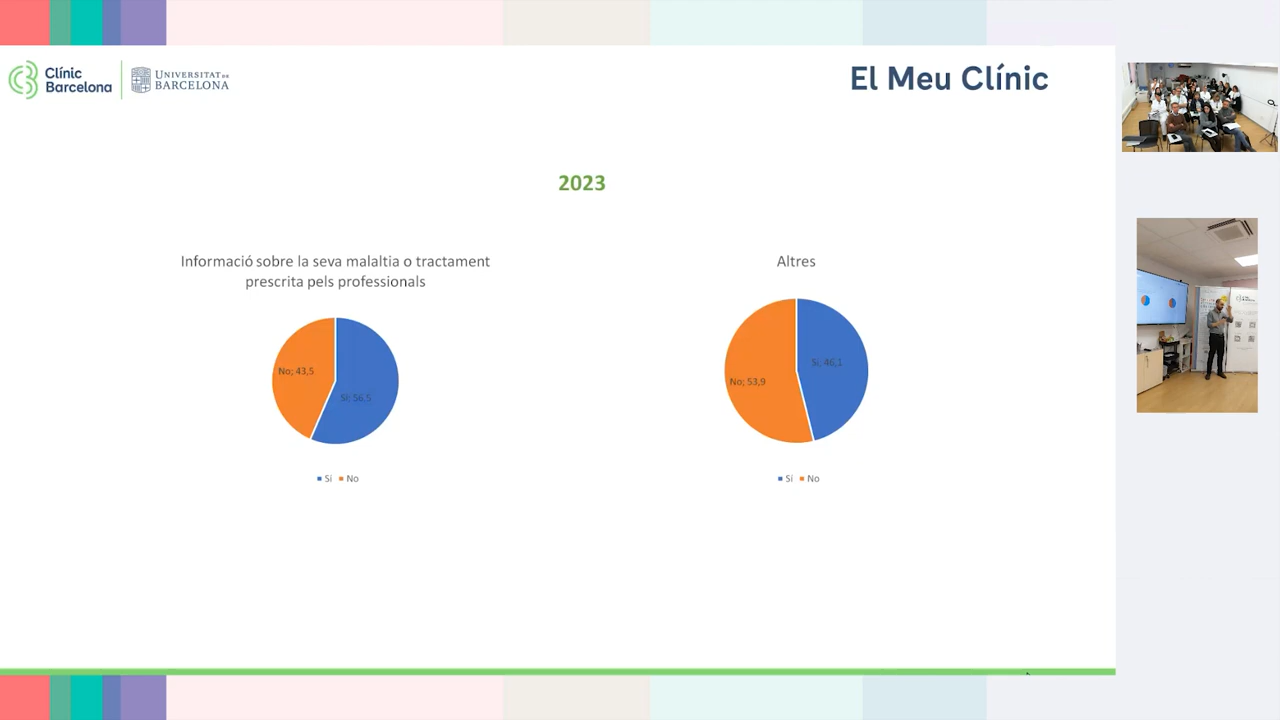 Clínic
Barcelona
UNIVERSITAT DE
BARCELONA
El Meu Clínic
2023
Informació sobre la seva malaltia o tractament
prescrita pels professionals
No; 43,5
Sí; 56,5
Sí No
Altres
Sí; 46,1
No; 53,9
Sí No